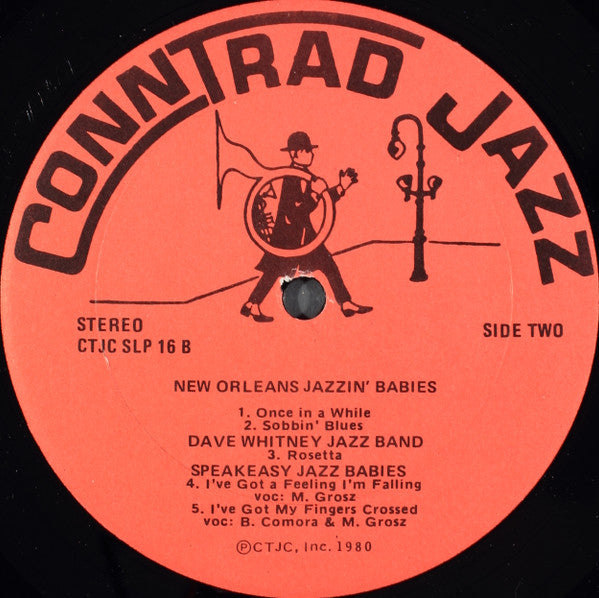 CONNTRAD JAZZ
STEREO
CTJC SLP 16 B
SIDE TWO
NEW ORLEANS JAZZIN' BABIES
1. Once in a While
2. Sobbin' Blues
DAVE WHITNEY JAZZ BAND
3. Rosetta
SPEAKEASY JAZZ BABIES
4. I've Got a Feeling I'm Falling
voc: M. Grosz
5. I've Got My Fingers Crossed
voc: B. Comora & M. Grosz
ⓅCTJC, Inc. 1980